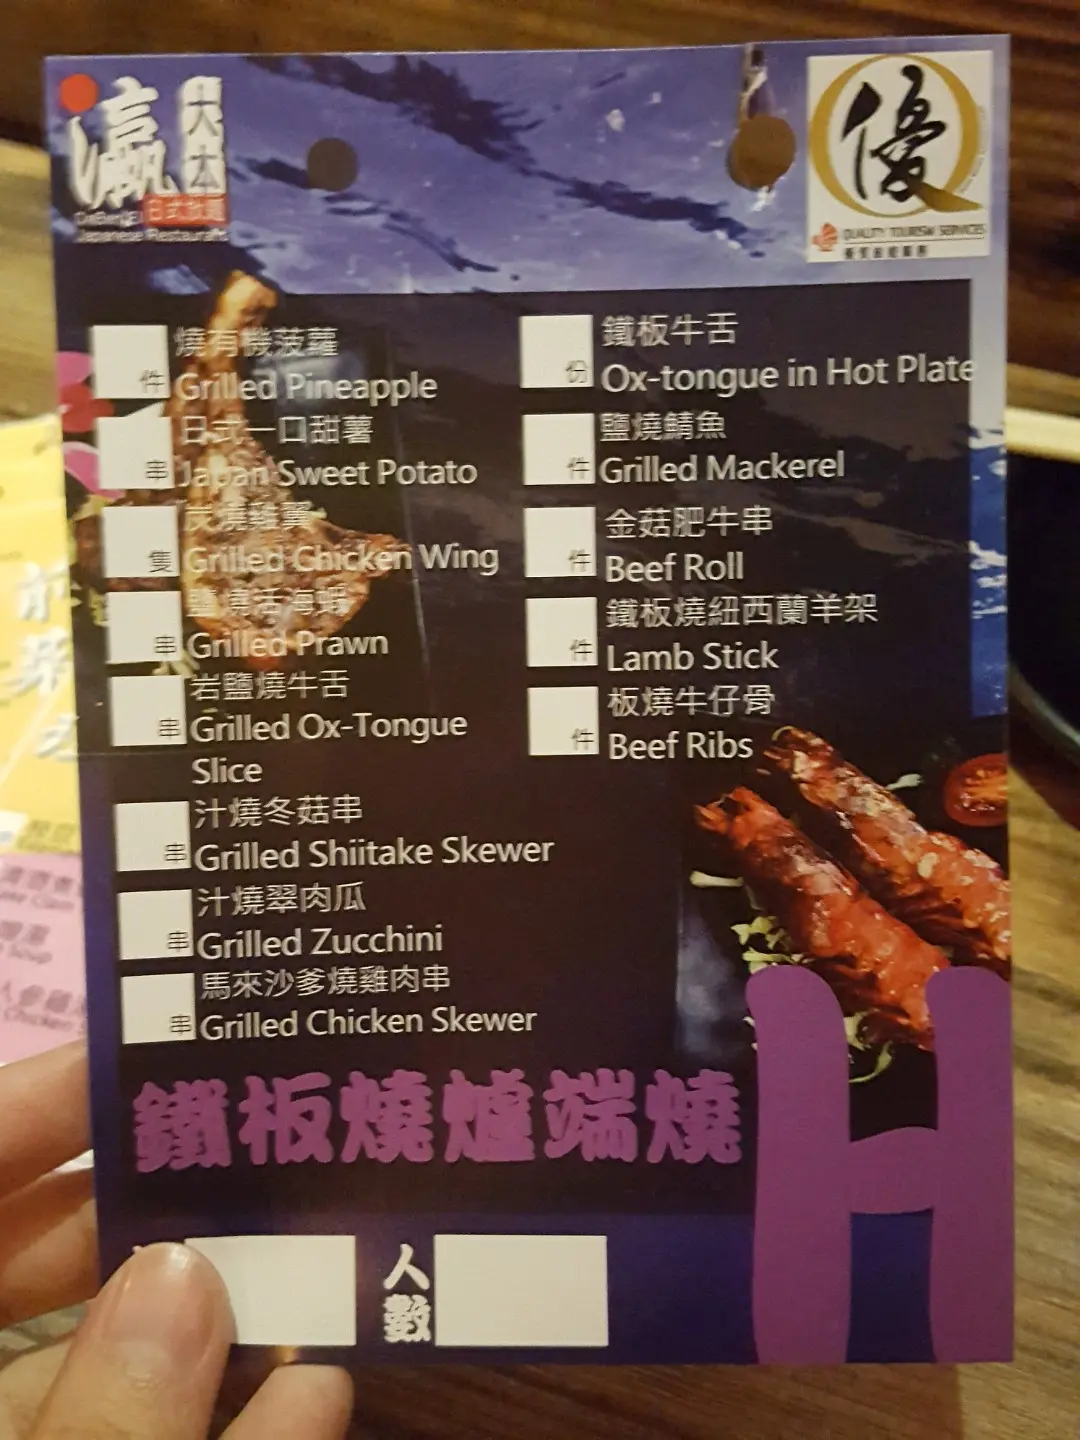 瀛
大
本
日式放題
Japanese Restaurant
優
QUALITY TOURISM SERVICES
件
燒有機菠蘿
Grilled Pineapple
串
日式一口甜薯
Japan Sweet Potato
隻
炭燒雞翼
Grilled Chicken Wing
串
鹽燒活海蝦
Grilled Prawn
串
岩鹽燒牛舌
Grilled Ox-Tongue
Slice
串
汁燒冬菇串
Grilled Shiitake Skewer
串
汁燒翠肉瓜
Grilled Zucchini
串
馬來沙爹燒雞肉串
Grilled Chicken Skewer
份
鐵板牛舌
Ox-tongue in Hot Plate
件
鹽燒鯖魚
Grilled Mackerel
件
金菇肥牛串
Beef Roll
件
鐵板燒紐西蘭羊架
Lamb Stick
件
板燒牛仔骨
Beef Ribs
鐵板燒爐端燒
H
人數